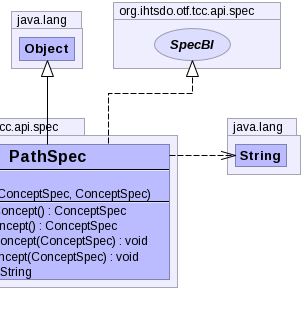 java.lang
Object
org.ihtsdo.otf.tcc.api.spec
SpecBI
cc.api.spec
PathSpec
ConceptSpec, ConceptSpec)
oncept() : ConceptSpec
ncept() : ConceptSpec
oncept(ConceptSpec) : void
ncept(ConceptSpec) : void
String
java.lang
String